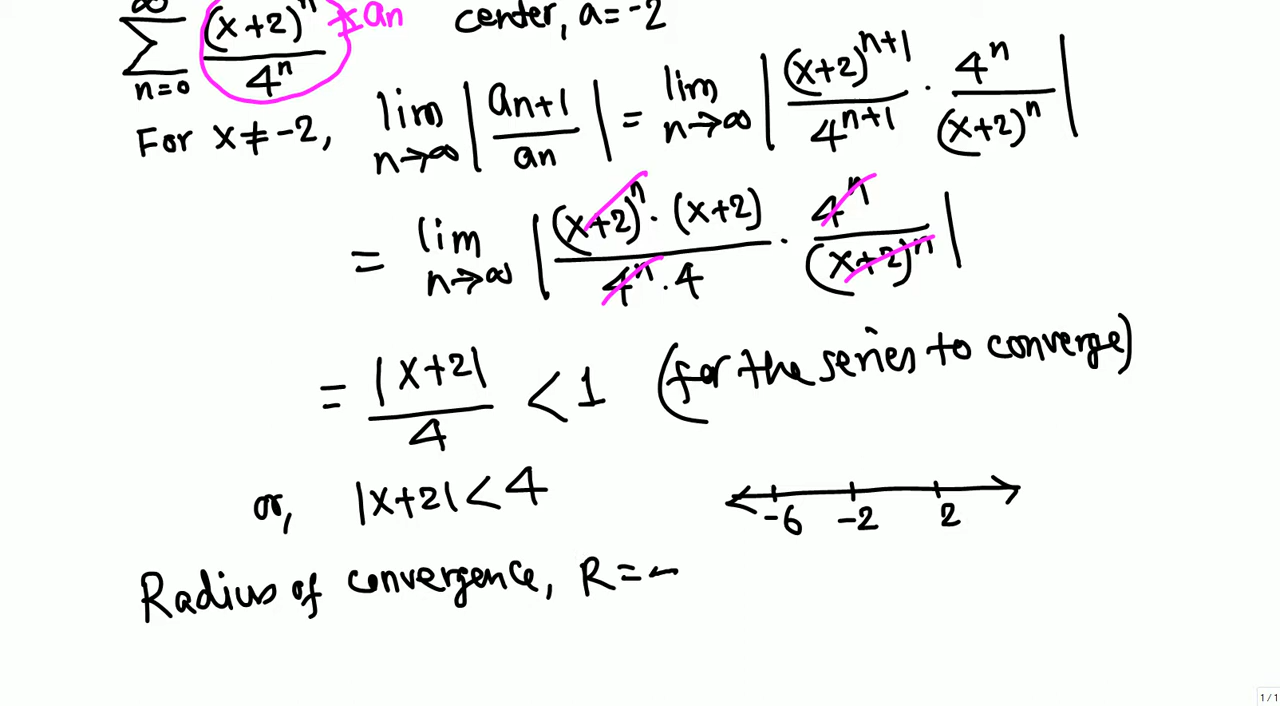 ∞ ∑ n=0 (x+2)^n / 4^n → an center, a=-2
For x≠-2, lim n→∞ |an+1 / an| = lim n→∞ |(x+2)^{n+1} / 4^{n+1} · 4^n / (x+2)^n|
= lim n→∞ |(x+2)^n · (x+2) / 4^n · 4 · 4^n / (x+2)^n|
= |x+2| / 4 < 1 (for the series to converge)
or, |x+2| < 4
-6 -2 2
Radius of convergence, R=
1/1